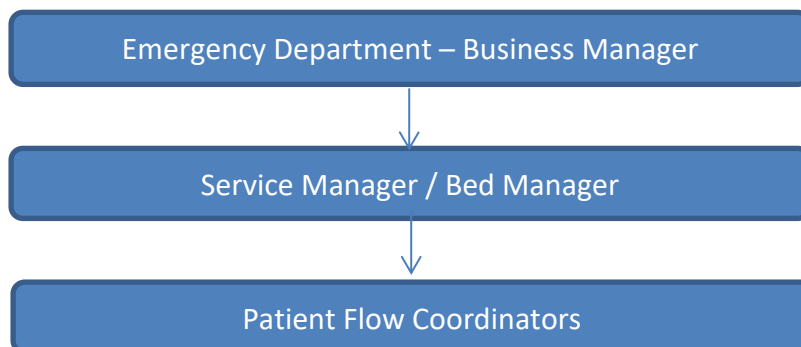 Emergency Department – Business Manager
Service Manager / Bed Manager
Patient Flow Coordinators